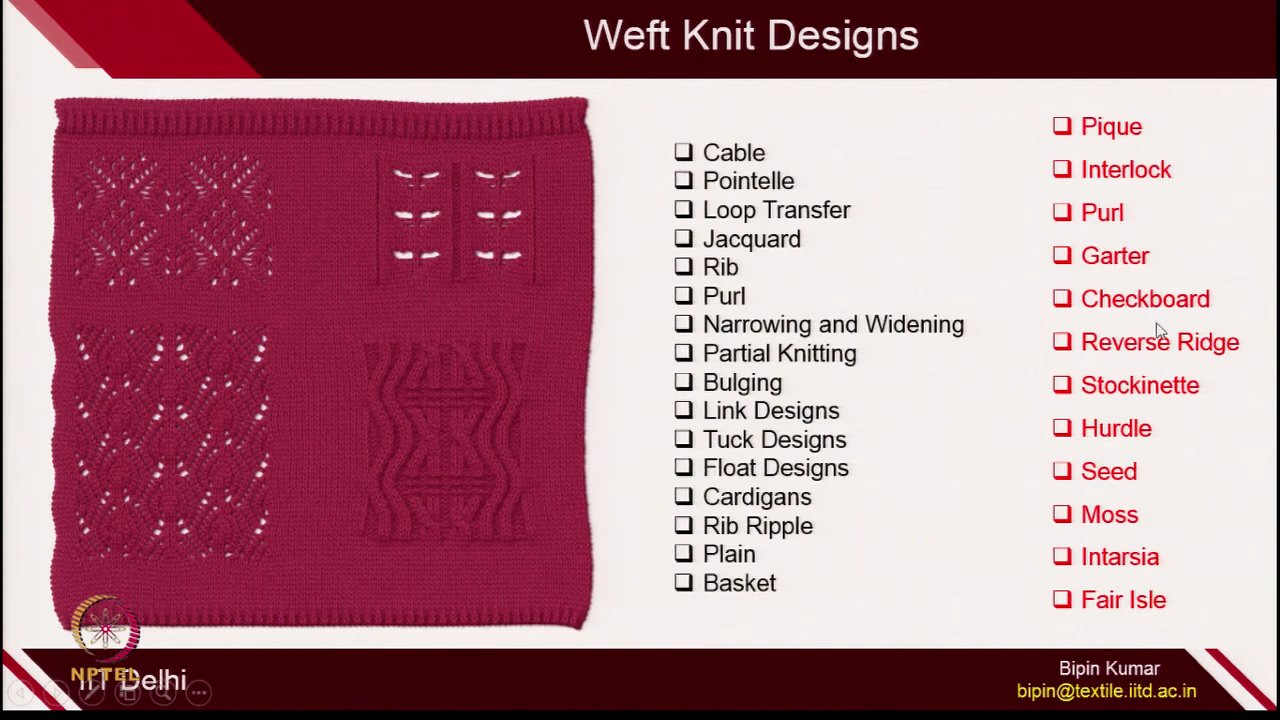 Weft Knit Designs
Cable
Pointelle
Loop Transfer
Jacquard
Rib
Purl
Narrowing and Widening
Partial Knitting
Bulging
Link Designs
Tuck Designs
Float Designs
Cardigans
Rib Ripple
Plain
Basket
Pique
Interlock
Purl
Garter
Checkboard
Reverse Ridge
Stockinette
Hurdle
Seed
Moss
Intarsia
Fair Isle
NPTEL
IIT Delhi
Bipin Kumar
bipin@textile.iitd.ac.in